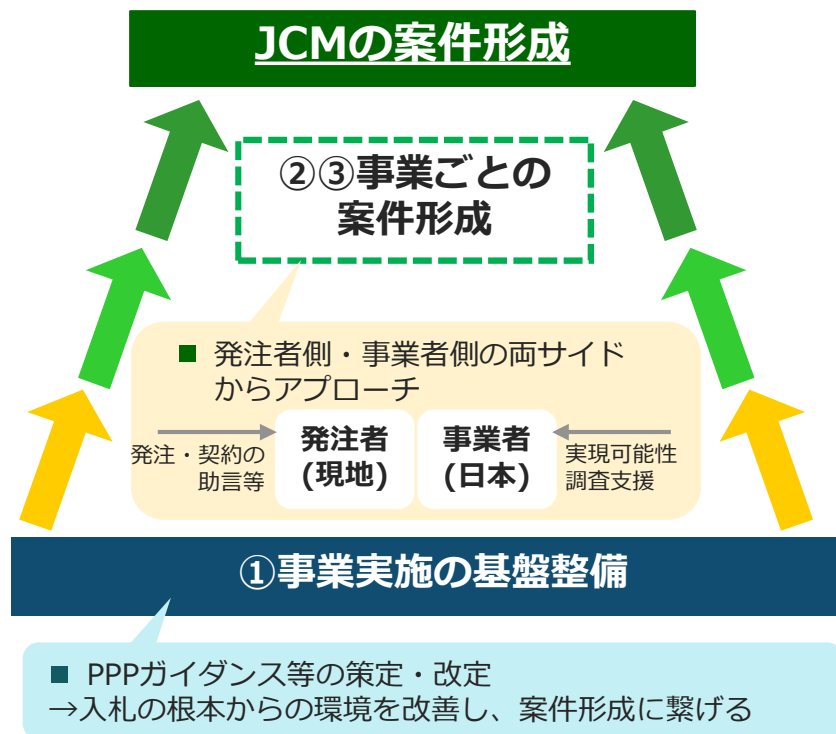 JCMの案件形成
②③事業ごとの
案件形成
■ 発注者側・事業者側の両サイド
からアプローチ
発注・契約の
助言等
発注者
(現地)
事業者
(日本)
実現可能性
調査支援
①事業実施の基盤整備
■ PPPガイダンス等の策定・改定
→入札の根本からの環境を改善し、案件形成に繋げる